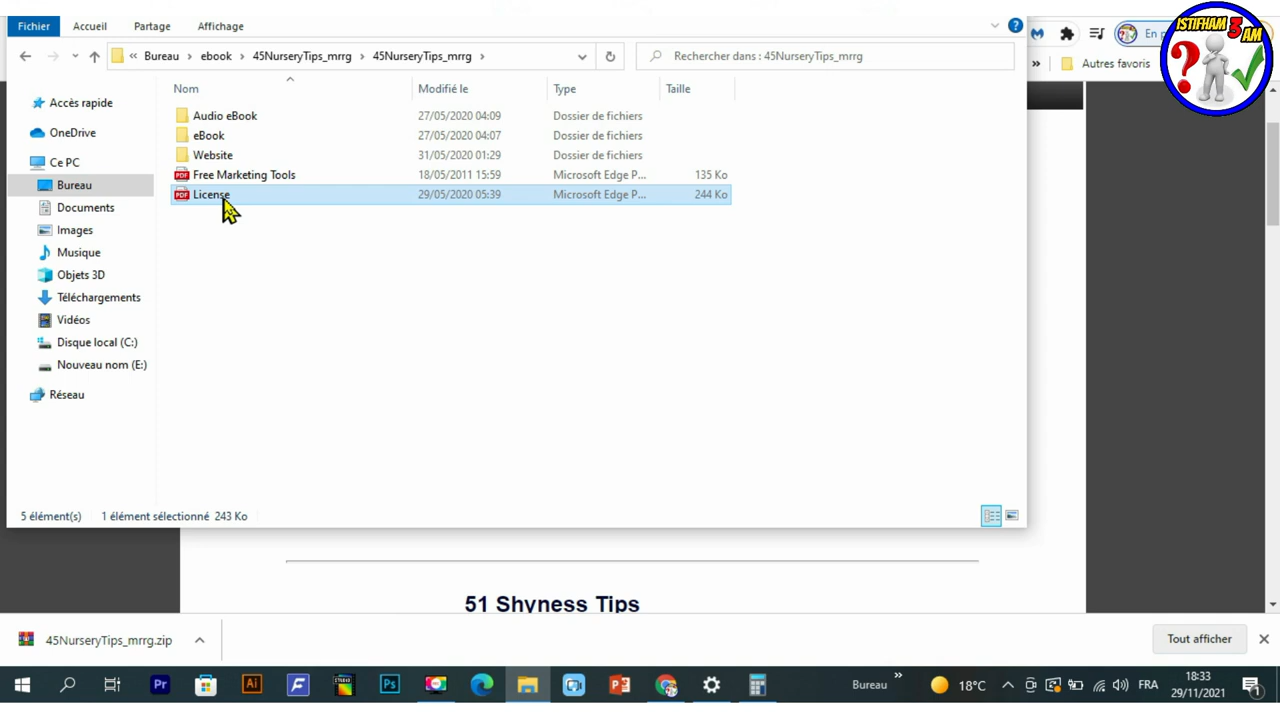 Fichier Accueil Partage Affichage
ISTIFHAM 3 AM
En p
Autres favoris
« Bureau > ebook > 45NurseryTips_mrrg > 45NurseryTips_mrrg >
Rechercher dans : 45NurseryTips_mrrg
Nom Modifié le Type Taille
Audio eBook 27/05/2020 04:09 Dossier de fichiers
eBook 27/05/2020 04:07 Dossier de fichiers
Website 31/05/2020 01:29 Dossier de fichiers
Free Marketing Tools 18/05/2011 15:59 Microsoft Edge P... 135 Ko
License 29/05/2020 05:39 Microsoft Edge P... 244 Ko
Accès rapide
OneDrive
Ce PC
Bureau
Documents
Images
Musique
Objets 3D
Téléchargements
Vidéos
Disque local (C:)
Nouveau nom (E:)
Réseau
5 élément(s) 1 élément sélectionné 243 Ko
51 Shyness Tips
45NurseryTips_mrrg.zip
Tout afficher
Bureau » 18°C FRA 18:33
29/11/2021